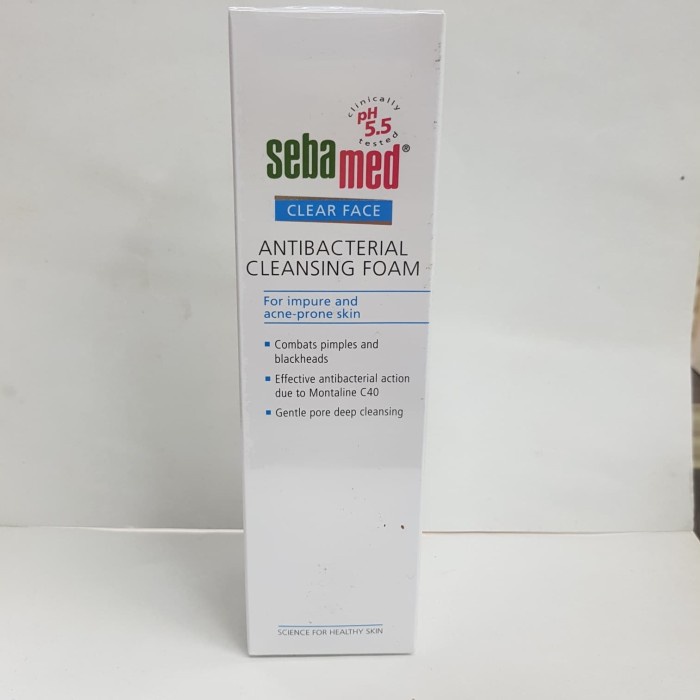 clinically
pH
5.5
tested
sebamed®
CLEAR FACE
ANTIBACTERIAL
CLEANSING FOAM
For impure and
acne-prone skin
▪ Combats pimples and
blackheads
▪ Effective antibacterial action
due to Montaline C40
▪ Gentle pore deep cleansing
SCIENCE FOR HEALTHY SKIN